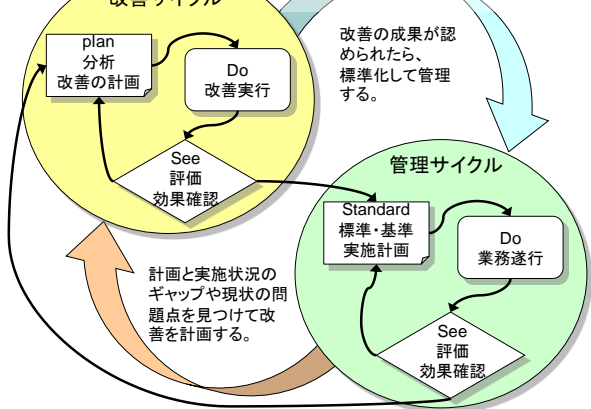 改善サイクル
plan
分析
改善の計画
Do
改善実行
See
評価
効果確認
改善の成果が認
められたら、
標準化して管理
する。
管理サイクル
Standard
標準・基準
実施計画
Do
業務遂行
See
評価
効果確認
計画と実施状況の
ギャップや現状の問
題点を見つけて改
善を計画する。